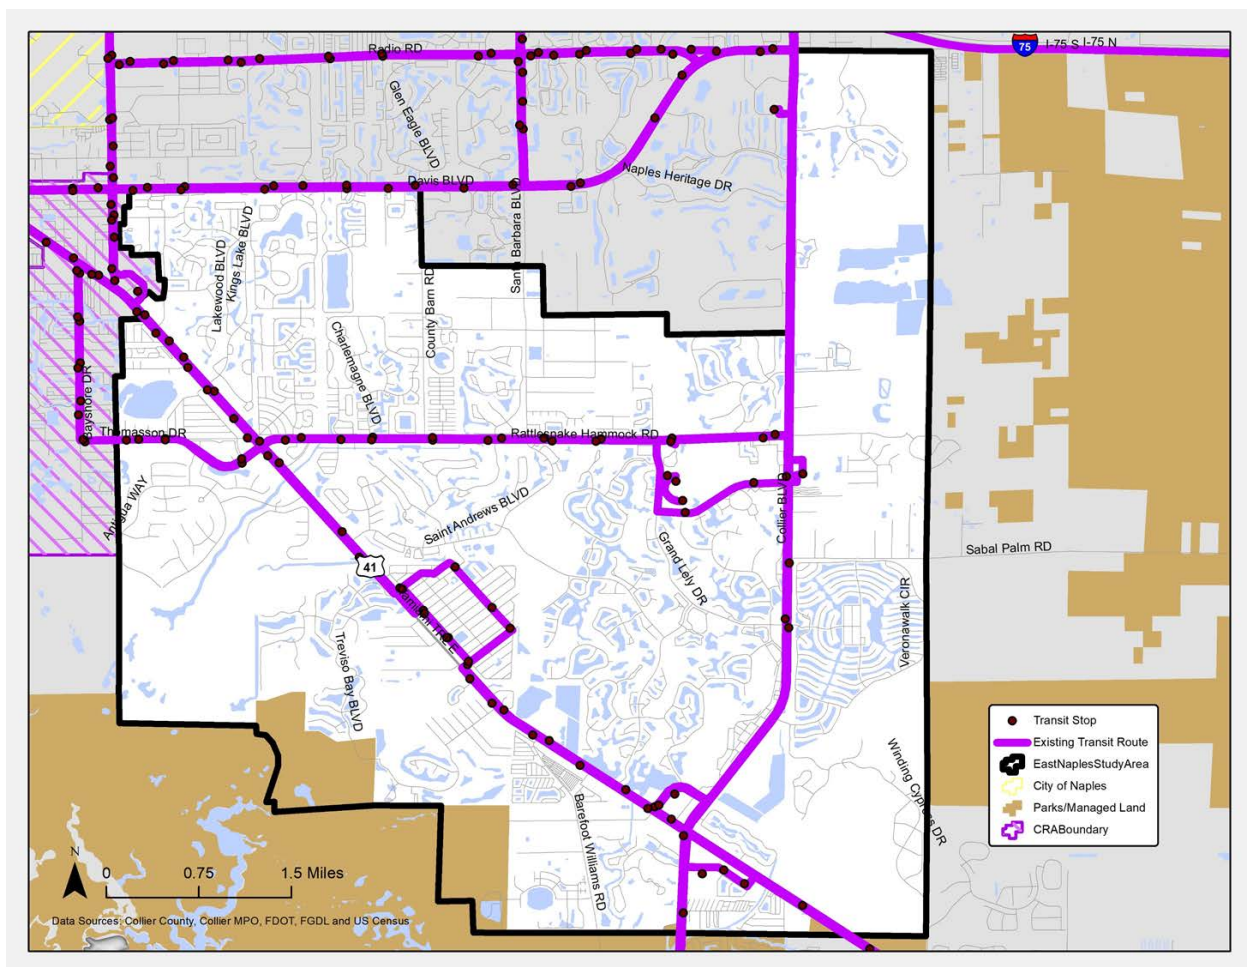 I-75 S I-75 N
75
Radio RD
Glen Eagle BLVD
Naples Heritage DR
Davis BLVD
Santa Barbara BLVD
Kings Lake BLVD
Lakewood BLVD
County Barn RD
Charlemagne BLVD
Bayshore DR
Thomasson DR
Rattlesnake Hammock RD
Collier BLVD
Antigua WAY
Saint Andrews BLVD
Sabal Palm RD
Grand Lely DR
41
Tamiami TRL E
Veronawalk CIR
Treviso Bay BLVD
Winding Cypress DR
Barefoot Williams RD
Transit Stop
Existing Transit Route
EastNaplesStudyArea
City of Naples
Parks/Managed Land
CRABoundary
N
0 0.75 1.5 Miles
Data Sources: Collier County, Collier MPO, FDOT, FGDL and US Census